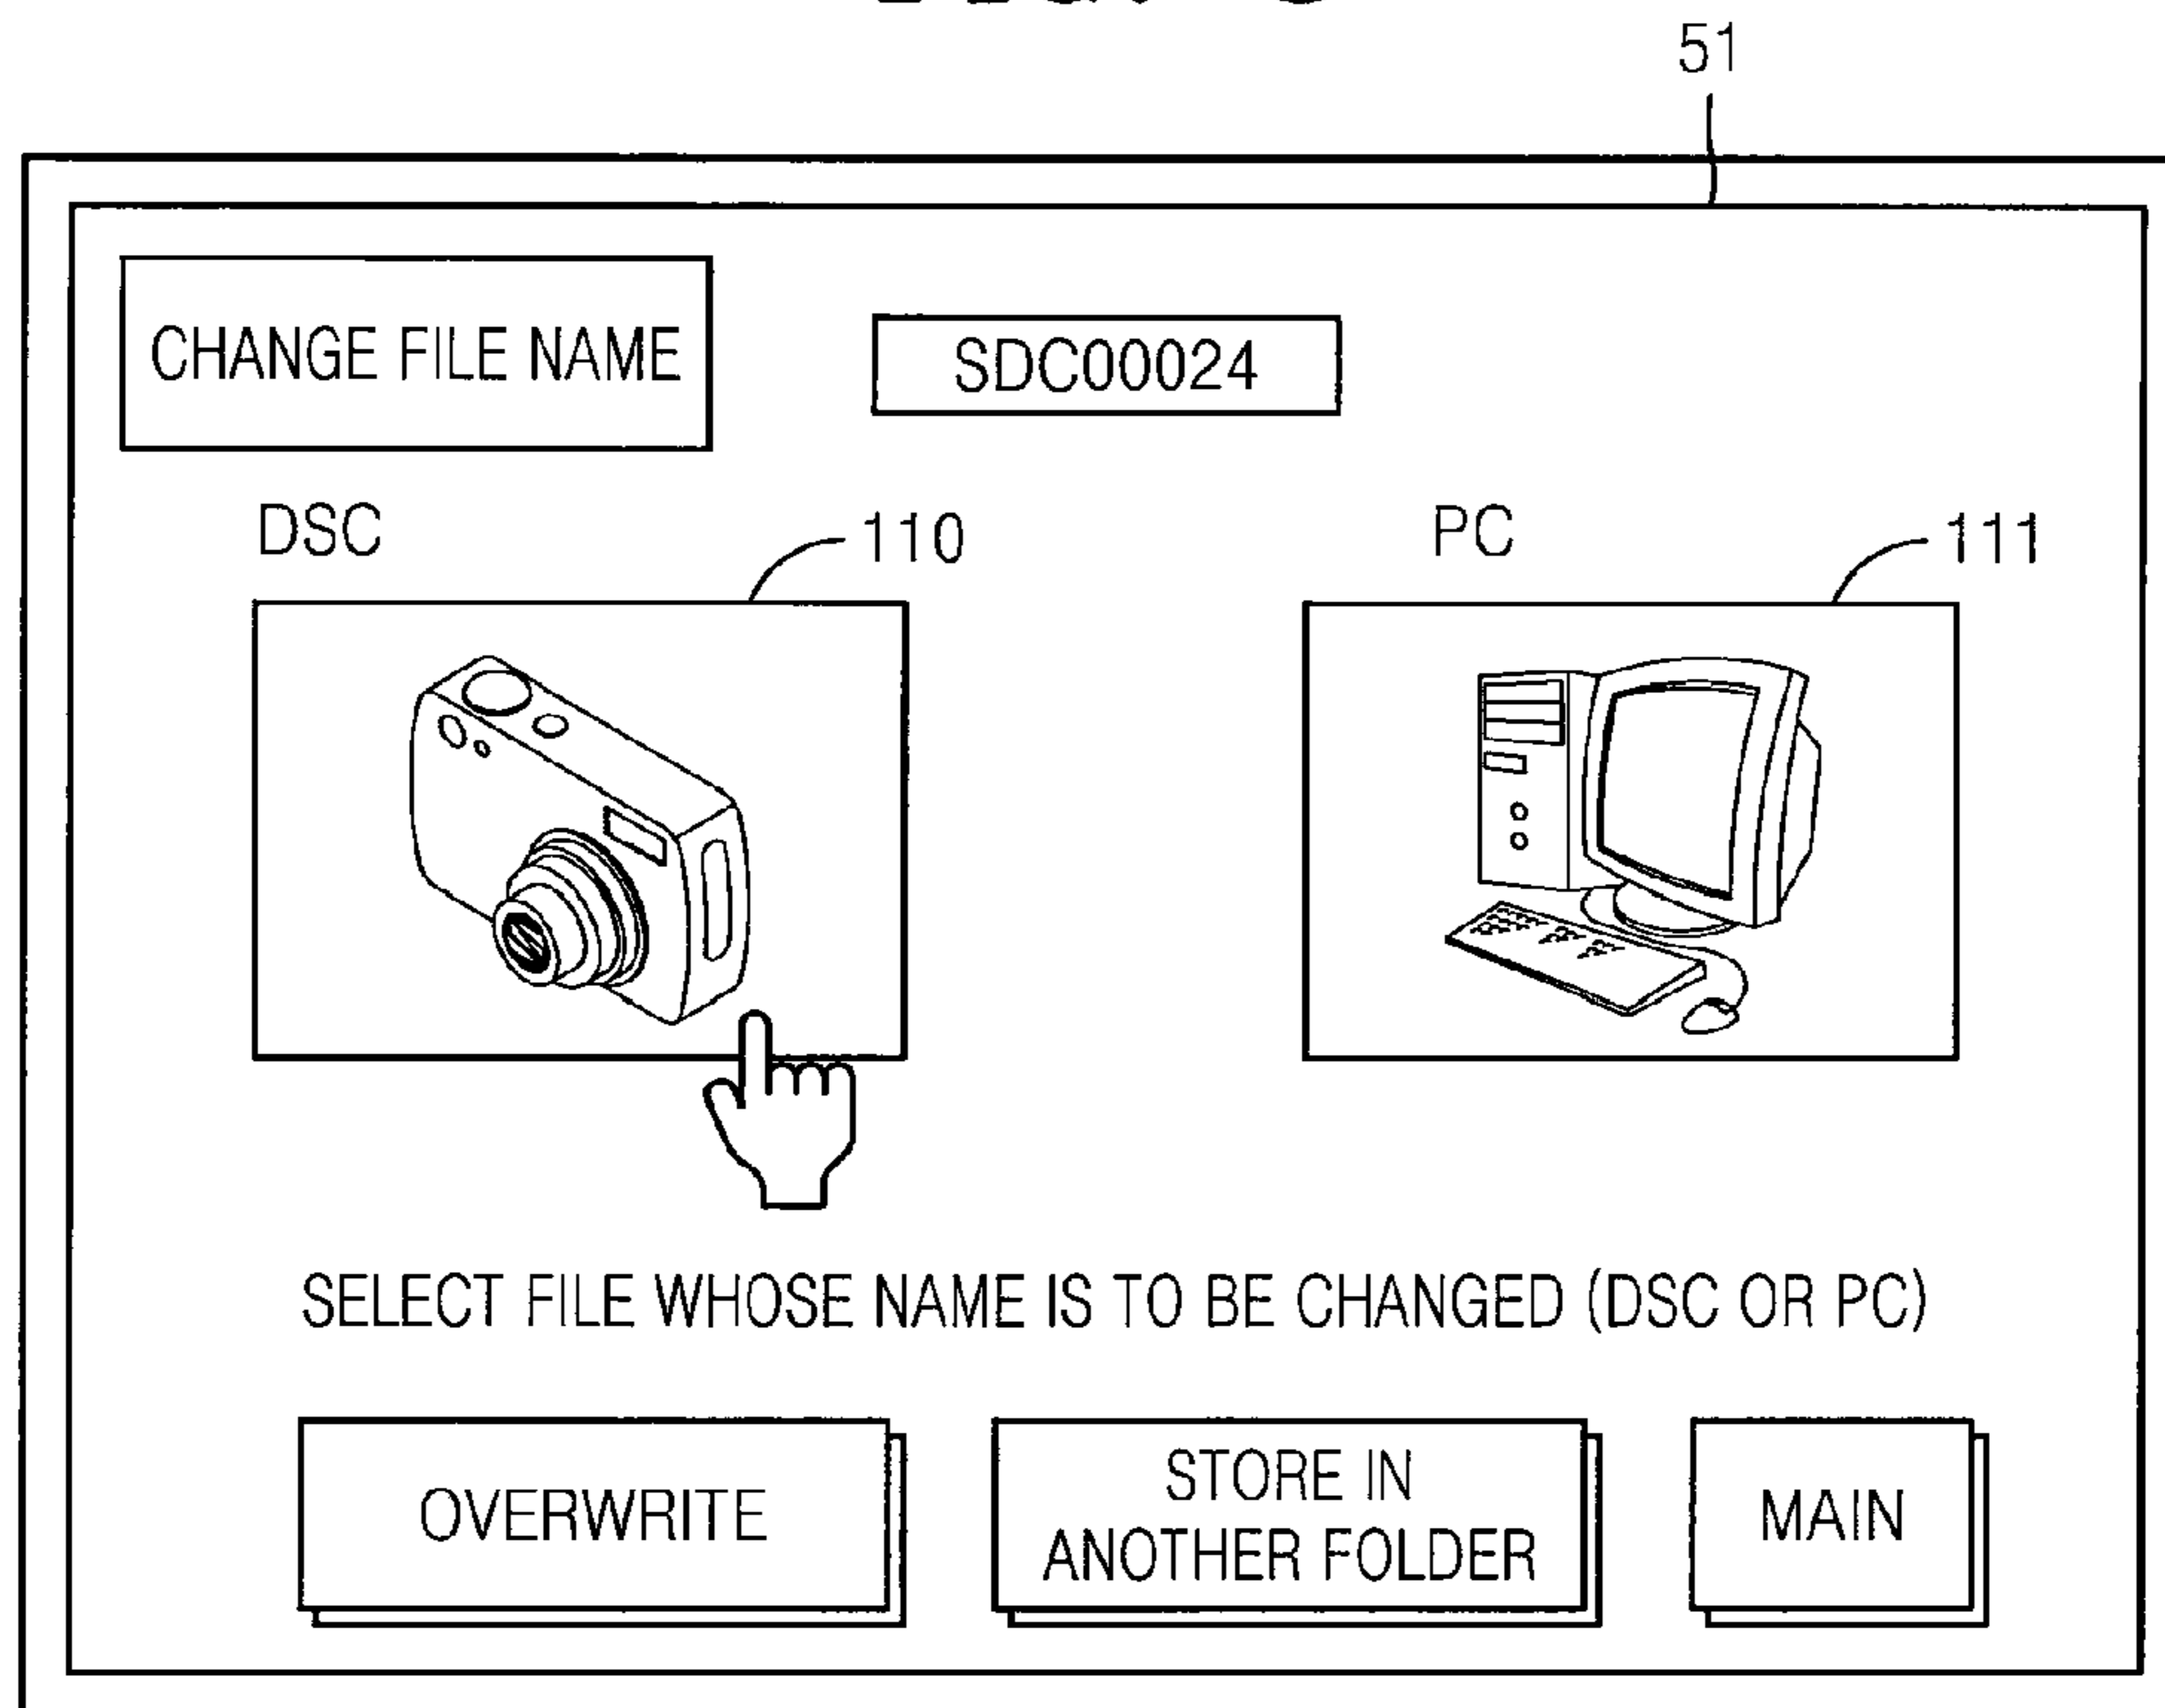 51
CHANGE FILE NAME
SDC00024
DSC
110
PC
111
SELECT FILE WHOSE NAME IS TO BE CHANGED (DSC OR PC)
OVERWRITE
STORE IN
ANOTHER FOLDER
MAIN